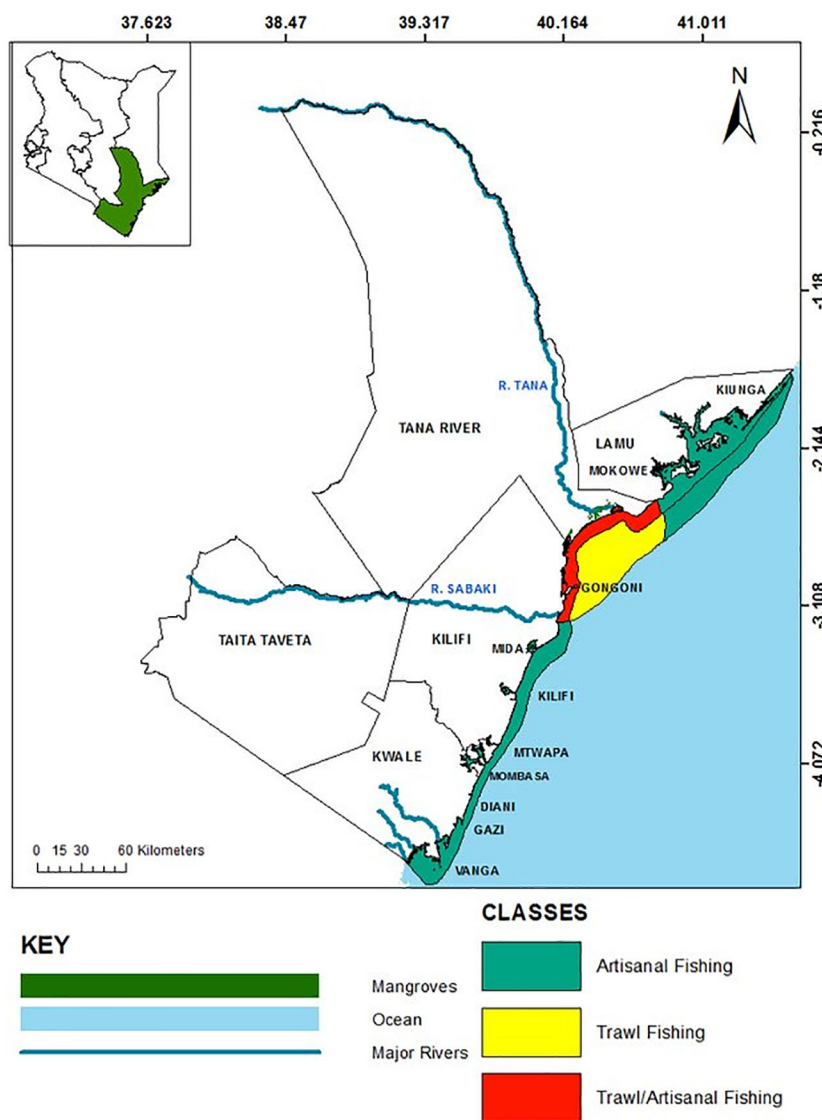 37.623 38.47 39.317 40.164 41.011
N
-0.216
-1.18
-2.144
-3.108
-4.072
R. TANA
KIUNGA
TANA RIVER
LAMU
MOKOWE
GONGONI
R. SABAKI
TAITA TAVETA
KILIFI
MIDA
KILIFI
KWALE
MTWAPA
MOMBASA
DIANI
GAZI
VANGA
0 15 30 60 Kilometers
KEY
Mangroves
Ocean
Major Rivers
CLASSES
Artisanal Fishing
Trawl Fishing
Trawl/Artisanal Fishing